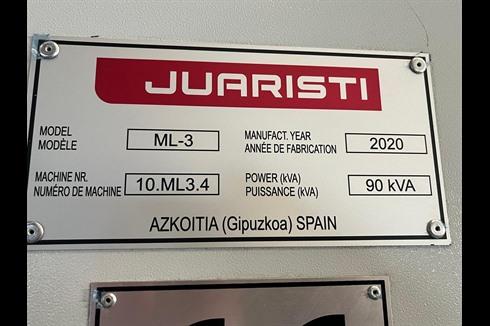 JUARISTI
MODEL
MODÈLE
ML-3
MANUFACT. YEAR
ANNÉE DE FABRICATION
2020
MACHINE NR.
NUMÉRO DE MACHINE
10.ML3.4
POWER (kVA)
PUISSANCE (kVA)
90 kVA
AZKOITIA (Gipuzkoa) SPAIN